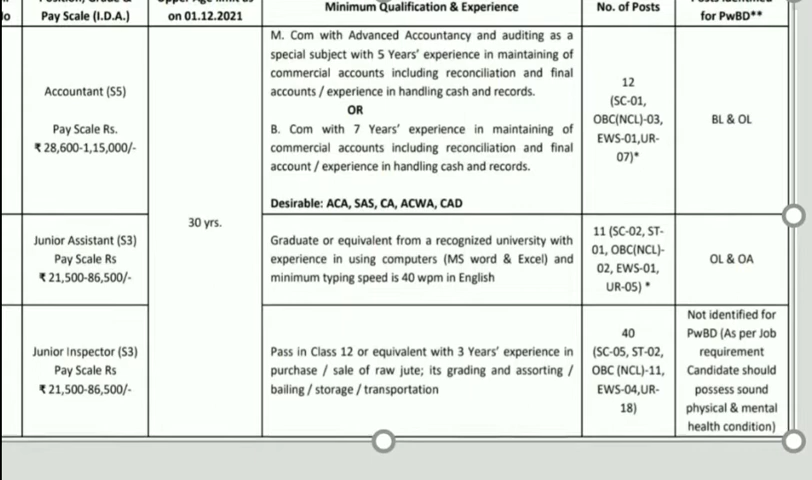 lo
Pay Scale (I.D.A.)
on 01.12.2021
Minimum Qualification & Experience
No. of Posts
for PwBD**
Accountant (S5)
Pay Scale Rs.
₹ 28,600-1,15,000/-
30 yrs.
M. Com with Advanced Accountancy and auditing as a
special subject with 5 Years' experience in maintaining of
commercial accounts including reconciliation and final
accounts / experience in handling cash and records.
OR
B. Com with 7 Years' experience in maintaining of
commercial accounts including reconciliation and final
account / experience in handling cash and records.
Desirable: ACA, SAS, CA, ACWA, CAD
12
(SC-01,
OBC(NCL)-03,
EWS-01,UR-
07)*
BL & OL
Junior Assistant (S3)
Pay Scale Rs
₹ 21,500-86,500/-
Graduate or equivalent from a recognized university with
experience in using computers (MS word & Excel) and
minimum typing speed is 40 wpm in English
11 (SC-02, ST-
01, OBC(NCL)-
02, EWS-01,
UR-05) *
OL & OA
Junior Inspector (S3)
Pay Scale Rs
₹ 21,500-86,500/-
Pass in Class 12 or equivalent with 3 Years' experience in
purchase / sale of raw jute; its grading and assorting /
bailing / storage / transportation
40
(SC-05, ST-02,
OBC (NCL)-11,
EWS-04,UR-
18)
Not identified for
PwBD (As per Job
requirement
Candidate should
possess sound
physical & mental
health condition)